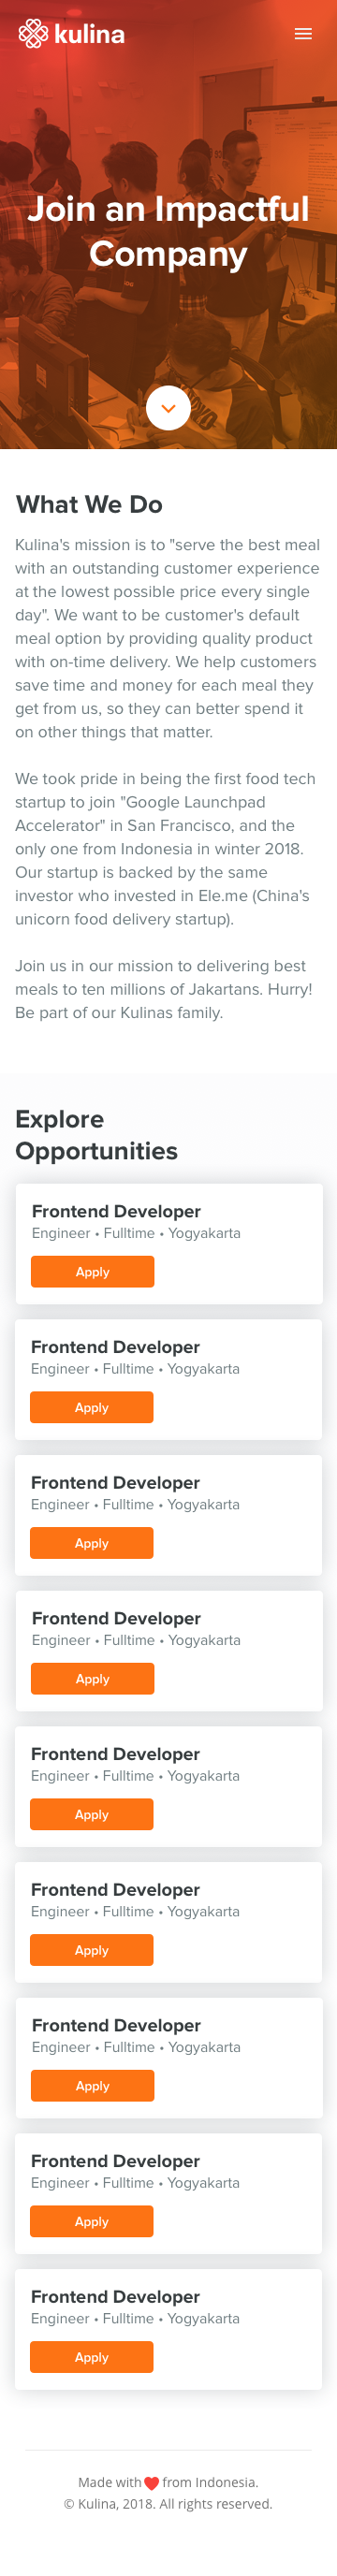 kulina
Join an Impactful
Company
What We Do
Kulina's mission is to "serve the best meal
with an outstanding customer experience
at the lowest possible price every single
day". We want to be customer's default
meal option by providing quality product
with on-time delivery. We help customers
save time and money for each meal they
get from us, so they can better spend it
on other things that matter.
We took pride in being the first food tech
startup to join "Google Launchpad
Accelerator" in San Francisco, and the
only one from Indonesia in winter 2018.
Our startup is backed by the same
investor who invested in Ele.me (China's
unicorn food delivery startup).
Join us in our mission to delivering best
meals to ten millions of Jakartans. Hurry!
Be part of our Kulinas family.
Explore
Opportunities
Frontend Developer
Engineer • Fulltime • Yogyakarta
Apply
Frontend Developer
Engineer • Fulltime • Yogyakarta
Apply
Frontend Developer
Engineer • Fulltime • Yogyakarta
Apply
Frontend Developer
Engineer • Fulltime • Yogyakarta
Apply
Frontend Developer
Engineer • Fulltime • Yogyakarta
Apply
Frontend Developer
Engineer • Fulltime • Yogyakarta
Apply
Frontend Developer
Engineer • Fulltime • Yogyakarta
Apply
Frontend Developer
Engineer • Fulltime • Yogyakarta
Apply
Frontend Developer
Engineer • Fulltime • Yogyakarta
Apply
Made with ❤ from Indonesia.
© Kulina, 2018. All rights reserved.